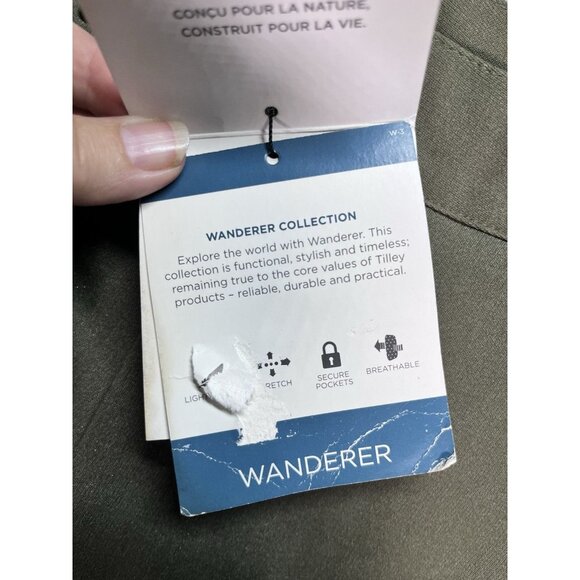 CONÇU POUR LA NATURE,
CONSTRUIT POUR LA VIE.
W-3
WANDERER COLLECTION
Explore the world with Wanderer. This
collection is functional, stylish and timeless;
remaining true to the core values of Tilley
products – reliable, durable and practical.
SECURE
POCKETS
BREATHABLE
WANDERER